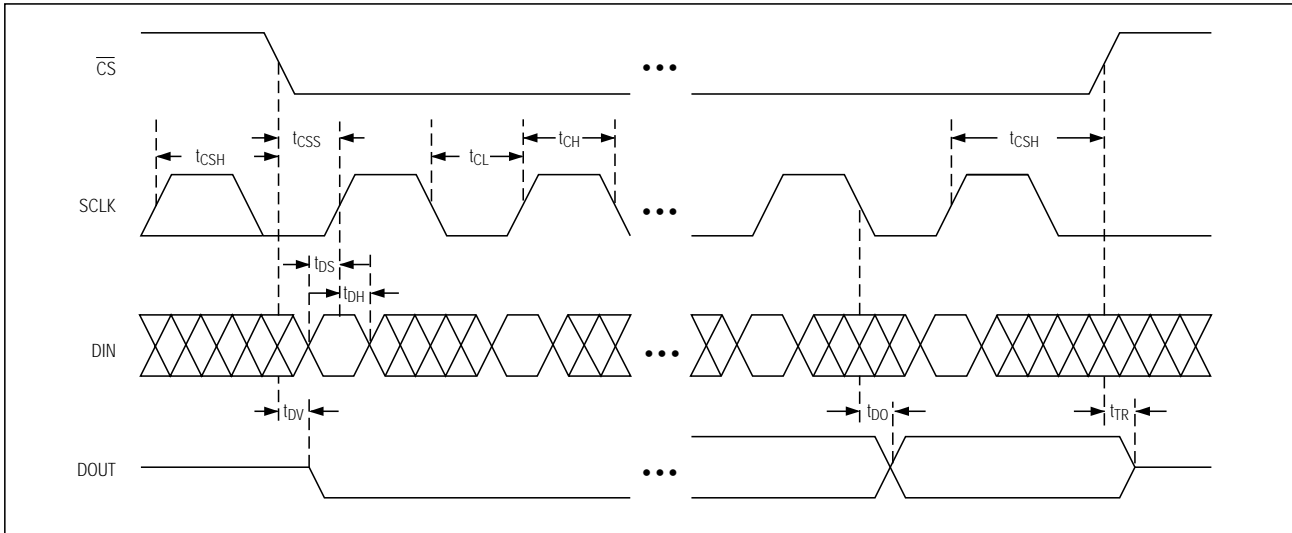 CS
tCSS
tCH
tCSH
tCL
tCSH
SCLK
tDS
tDH
DIN
tDV
tDO
tTR
DOUT